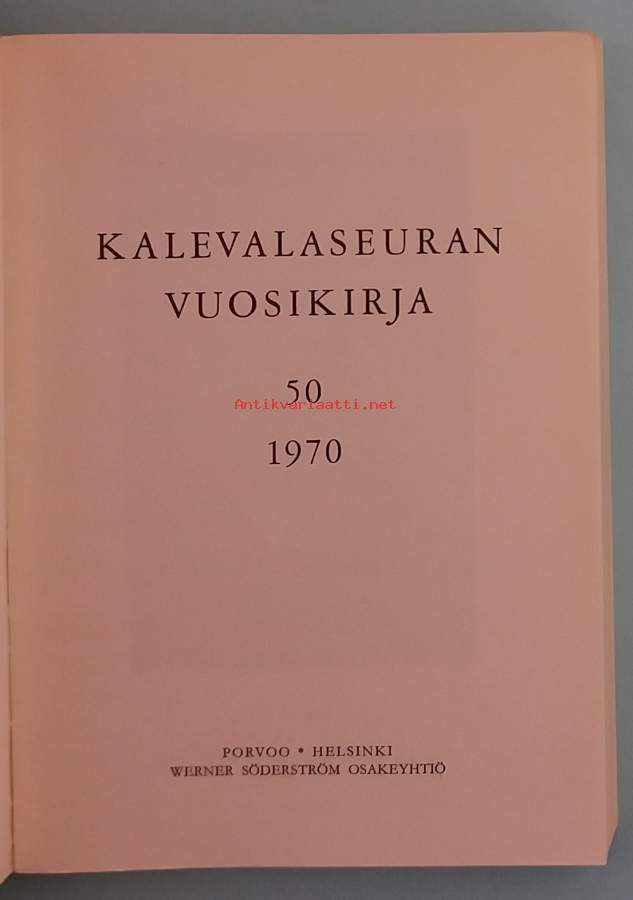 KALEVALASEURAN
VUOSIKIRJA
50
Antikvariaatti.net
1970
PORVOO • HELSINKI
WERNER SÖDERSTRÖM OSAKEYHTIÖ